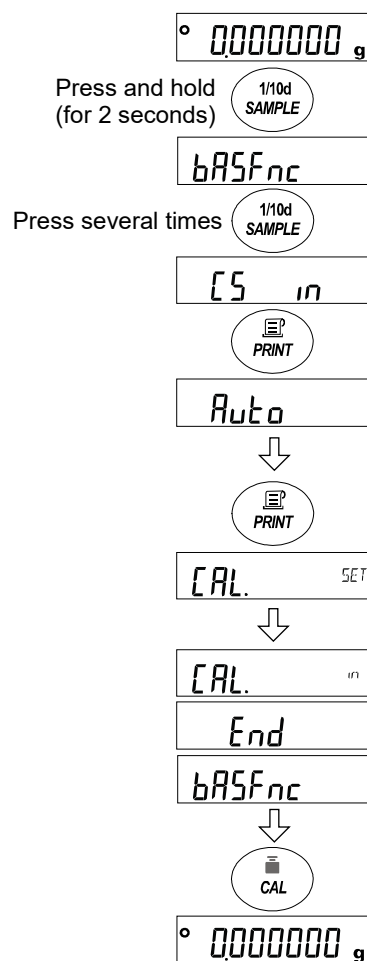 0.000000 g
Press and hold
(for 2 seconds)
1/10d
SAMPLE
bASFnc
Press several times
1/10d
SAMPLE
CS in
PRINT
Auto
PRINT
CAL. SET
CAL. in
End
bASFnc
CAL
0.000000 g